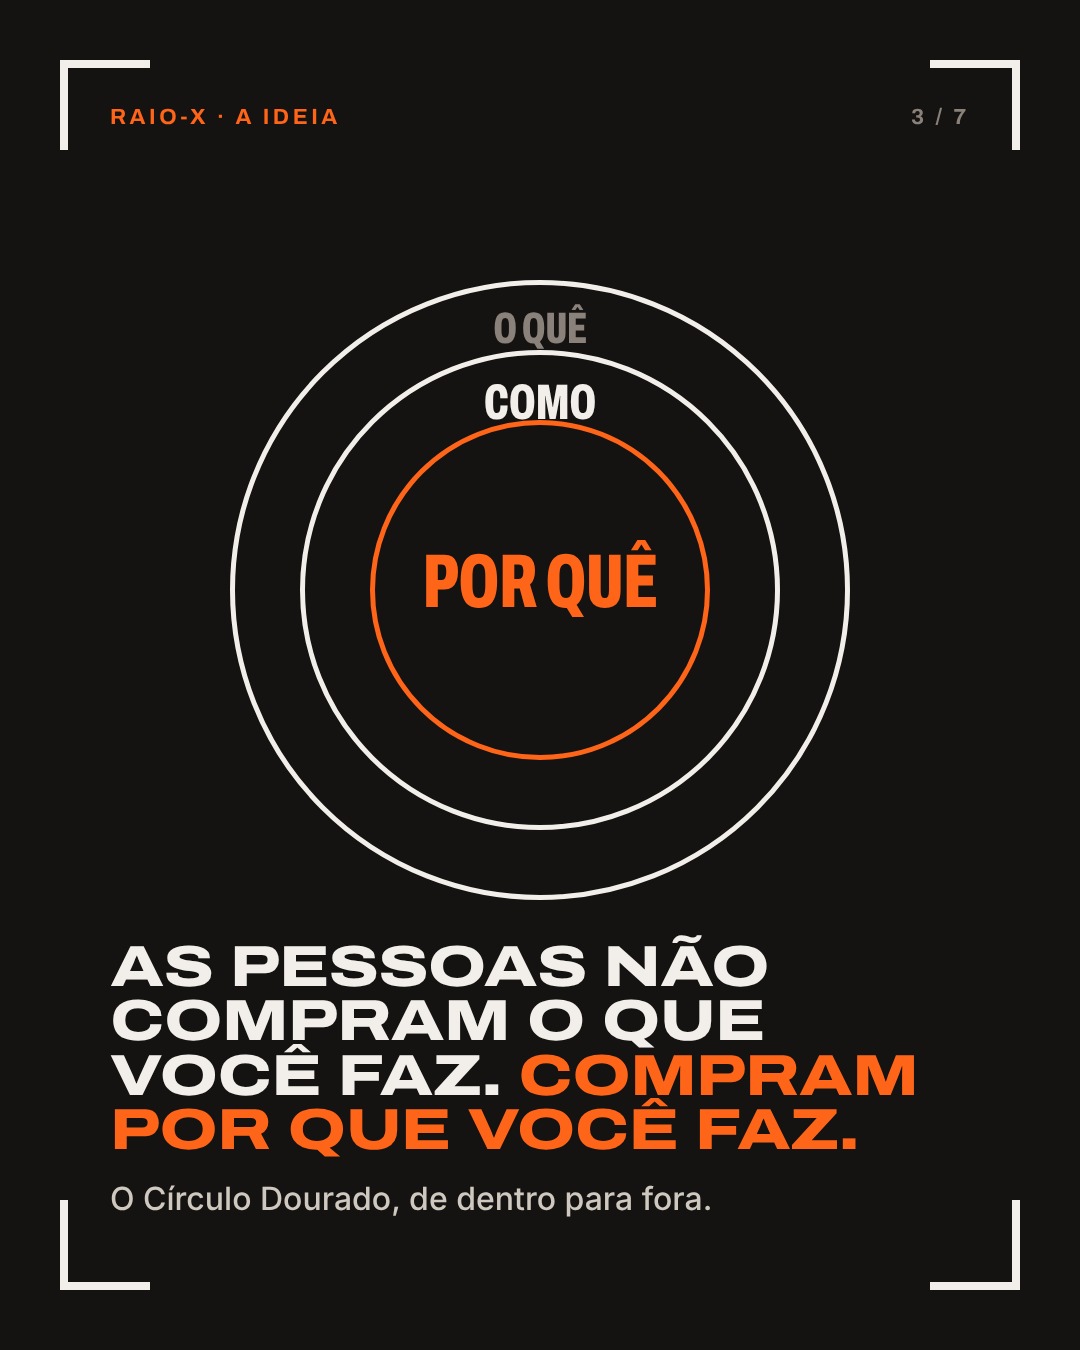 RAIO-X · A IDEIA
3 / 7
O QUÊ
COMO
POR QUÊ
AS PESSOAS NÃO
COMPRAM O QUE
VOCÊ FAZ. COMPRAM
POR QUE VOCÊ FAZ.
O Círculo Dourado, de dentro para fora.